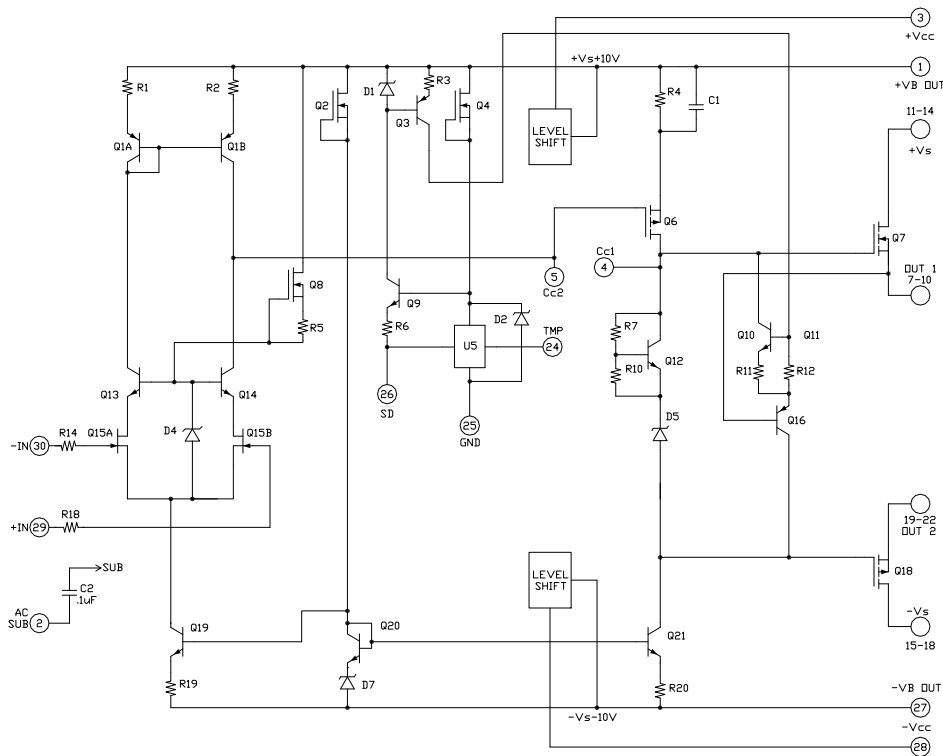 3
+Vcc
+Vs+10V
1
+VB OUT
R1
R2
R3
D1
Q2
Q3
Q4
R4
C1
LEVEL
SHIFT
11-14
+Vs
Q1A
Q1B
Q6
Q7
Cc1
4
5
Cc2
OUT 1
7-10
Q8
R5
Q9
R6
D2
TMP
24
U5
R7
R10
Q12
Q10
Q11
R11
R12
26
SD
25
GND
Q13
Q14
D5
Q16
-IN
30
R14
Q15A
D4
Q15B
+IN
29
R18
19-22
OUT 2
SUB
C2
.1uF
AC
SUB
2
LEVEL
SHIFT
Q18
-Vs
15-18
Q19
Q20
Q21
R19
D7
R20
-VB OUT
27
-Vs-10V
-Vcc
28